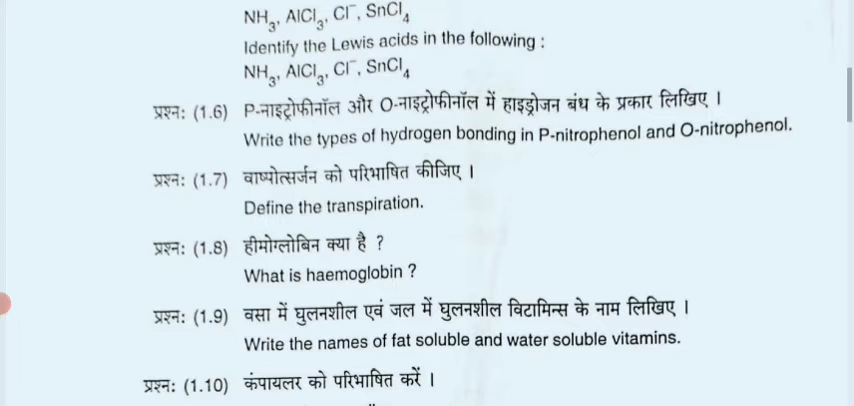 NH₃, AlCl₃, Cl⁻, SnCl₄
Identify the Lewis acids in the following :
NH₃, AlCl₃, Cl⁻, SnCl₄
प्रश्न: (1.6) P-नाइट्रोफीनॉल और O-नाइट्रोफीनॉल में हाइड्रोजन बंध के प्रकार लिखिए ।
Write the types of hydrogen bonding in P-nitrophenol and O-nitrophenol.
प्रश्न: (1.7) वाष्पोत्सर्जन को परिभाषित कीजिए ।
Define the transpiration.
प्रश्न: (1.8) हीमोग्लोबिन क्या है ?
What is haemoglobin ?
प्रश्न: (1.9) वसा में घुलनशील एवं जल में घुलनशील विटामिन्स के नाम लिखिए ।
Write the names of fat soluble and water soluble vitamins.
प्रश्न: (1.10) कंपायलर को परिभाषित करें ।